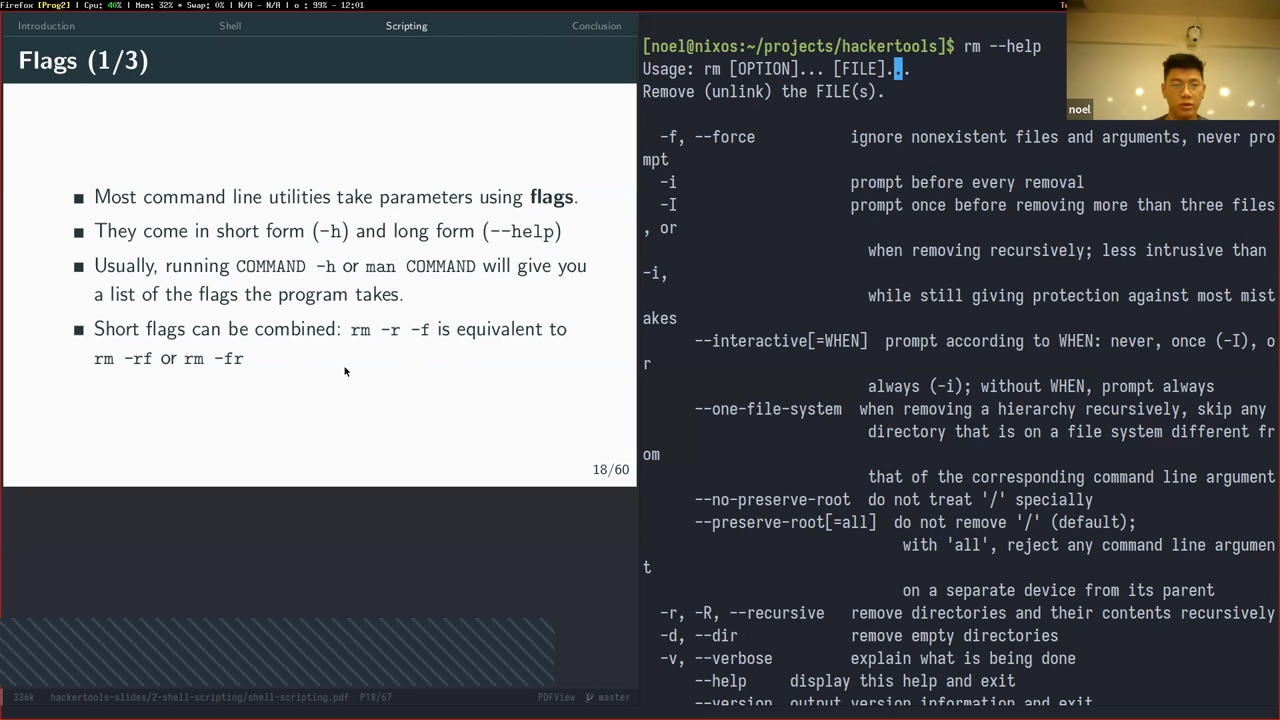 Firefox [Prog2] | Cpu: 40% | Mem: 32% * Swap: 0% | N/A - N/A | o : 99% - 12:01
Introduction Shell Scripting Conclusion
Flags (1/3)
■ Most command line utilities take parameters using flags.
■ They come in short form (-h) and long form (--help)
■ Usually, running COMMAND -h or man COMMAND will give you
a list of the flags the program takes.
■ Short flags can be combined: rm -r -f is equivalent to
rm -rf or rm -fr
18/60
336k hackertools-slides/2-shell-scripting/shell-scripting.pdf P18/67 PDFView master
[noel@nixos:~/projects/hackertools]$ rm --help
Usage: rm [OPTION]... [FILE]...
Remove (unlink) the FILE(s).
-f, --force ignore nonexistent files and arguments, never pro
mpt
-i prompt before every removal
-I prompt once before removing more than three files
, or
when removing recursively; less intrusive than
-i,
while still giving protection against most mist
akes
--interactive[=WHEN] prompt according to WHEN: never, once (-I), o
r
always (-i); without WHEN, prompt always
--one-file-system when removing a hierarchy recursively, skip any
directory that is on a file system different fr
om
that of the corresponding command line argument
--no-preserve-root do not treat '/' specially
--preserve-root[=all] do not remove '/' (default);
with 'all', reject any command line argumen
t
on a separate device from its parent
-r, -R, --recursive remove directories and their contents recursively
-d, --dir remove empty directories
-v, --verbose explain what is being done
--help display this help and exit
--version output version information and exit
noel